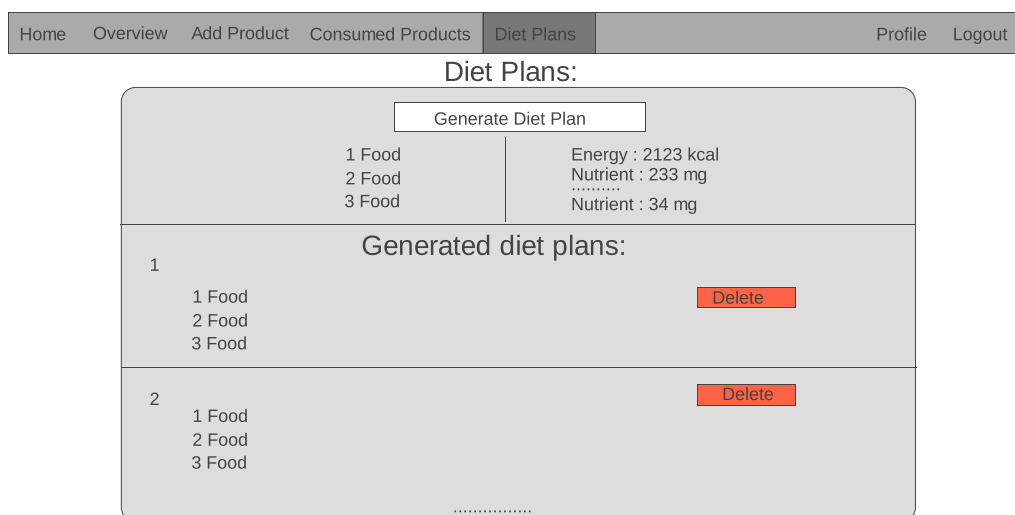 Home Overview Add Product Consumed Products Diet Plans Profile Logout
Diet Plans:
Generate Diet Plan
1 Food
2 Food
3 Food
Energy : 2123 kcal
Nutrient : 233 mg
..........
Nutrient : 34 mg
Generated diet plans:
1
1 Food
2 Food
3 Food
Delete
2
1 Food
2 Food
3 Food
Delete
................